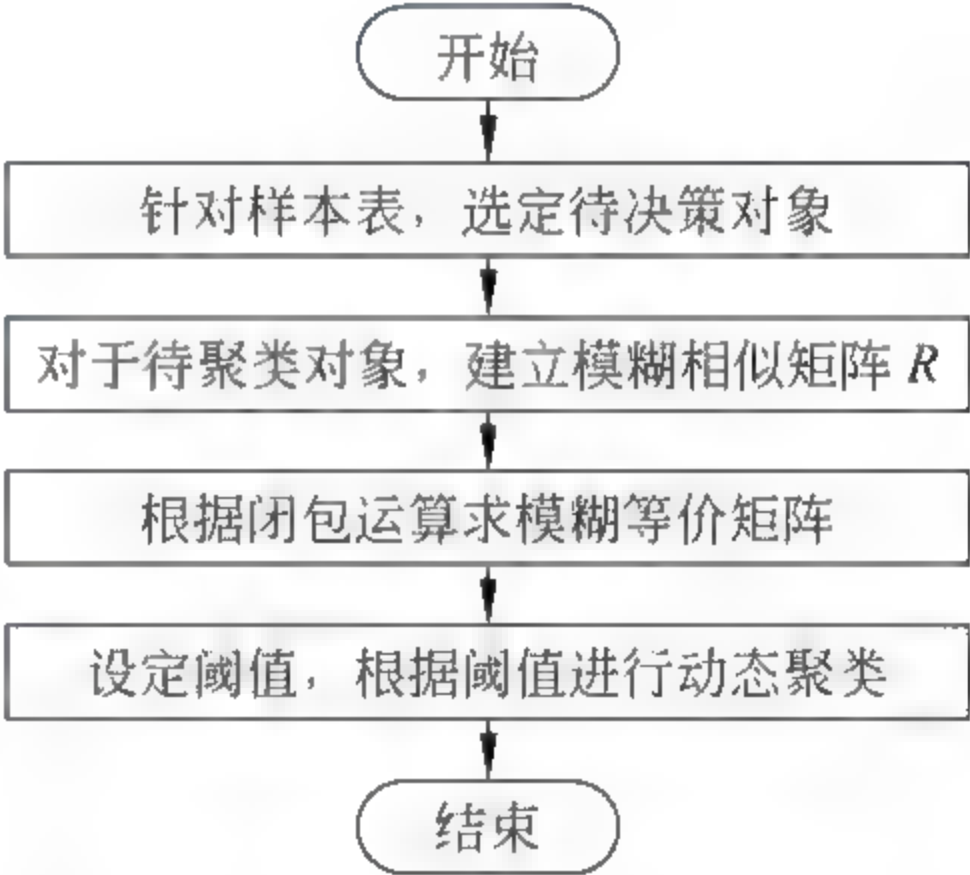 开始
针对样本表，选定待决策对象
对于待聚类对象，建立模糊相似矩阵 R
根据闭包运算求模糊等价矩阵
设定阈值，根据阈值进行动态聚类
结束